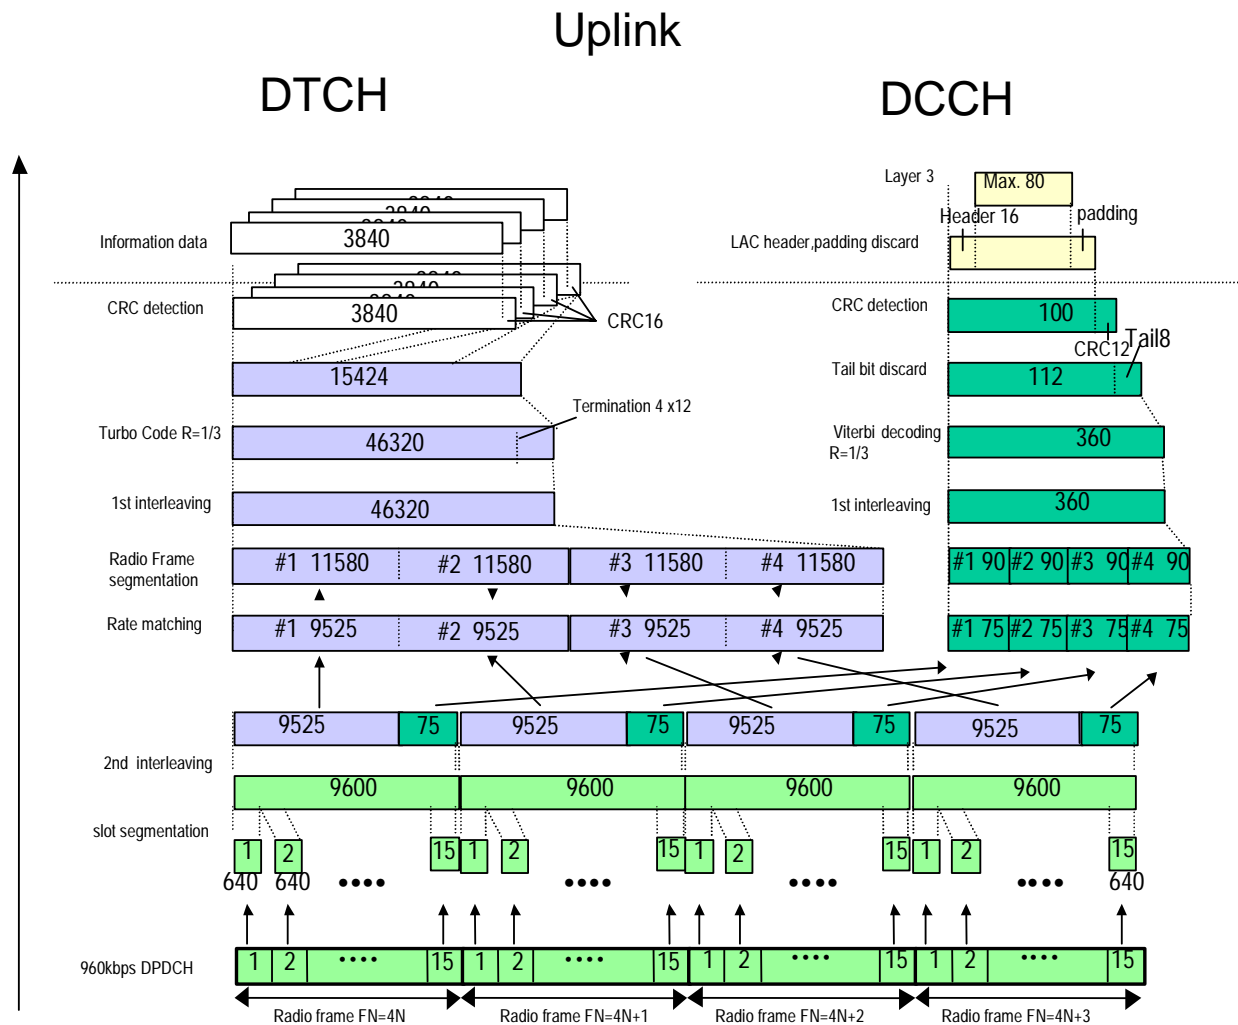 Uplink
DTCH
DCCH
Layer 3
Max. 80
Header 16
padding
3840
3840
3840
Information data
3840
LAC header,padding discard
3840
3840
3840
CRC detection
3840
CRC16
CRC detection
100
CRC12
Tail8
15424
Tail bit discard
112
Termination 4 x12
Turbo Code R=1/3
46320
Viterbi decoding
R=1/3
360
1st interleaving
46320
1st interleaving
360
Radio Frame
segmentation
#1 11580
#2 11580
#3 11580
#4 11580
#1 90
#2 90
#3 90
#4 90
Rate matching
#1 9525
#2 9525
#3 9525
#4 9525
#1 75
#2 75
#3 75
#4 75
9525
75
9525
75
9525
75
9525
75
2nd interleaving
9600
9600
9600
9600
slot segmentation
1
2
15
1
2
15
1
2
15
1
2
15
640
640
••••
••••
••••
••••
640
960kbps DPDCH
1
2
••••
15
1
2
••••
15
1
2
••••
15
1
2
••••
15
Radio frame FN=4N
Radio frame FN=4N+1
Radio frame FN=4N+2
Radio frame FN=4N+3